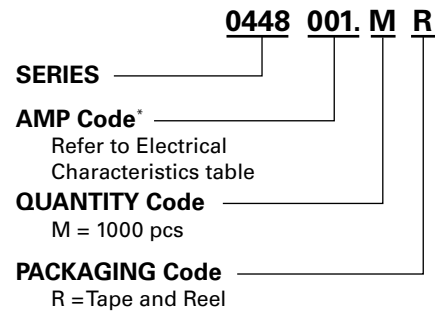 0448 001. M R
SERIES
AMP Code*
Refer to Electrical
Characteristics table
QUANTITY Code
M = 1000 pcs
PACKAGING Code
R = Tape and Reel